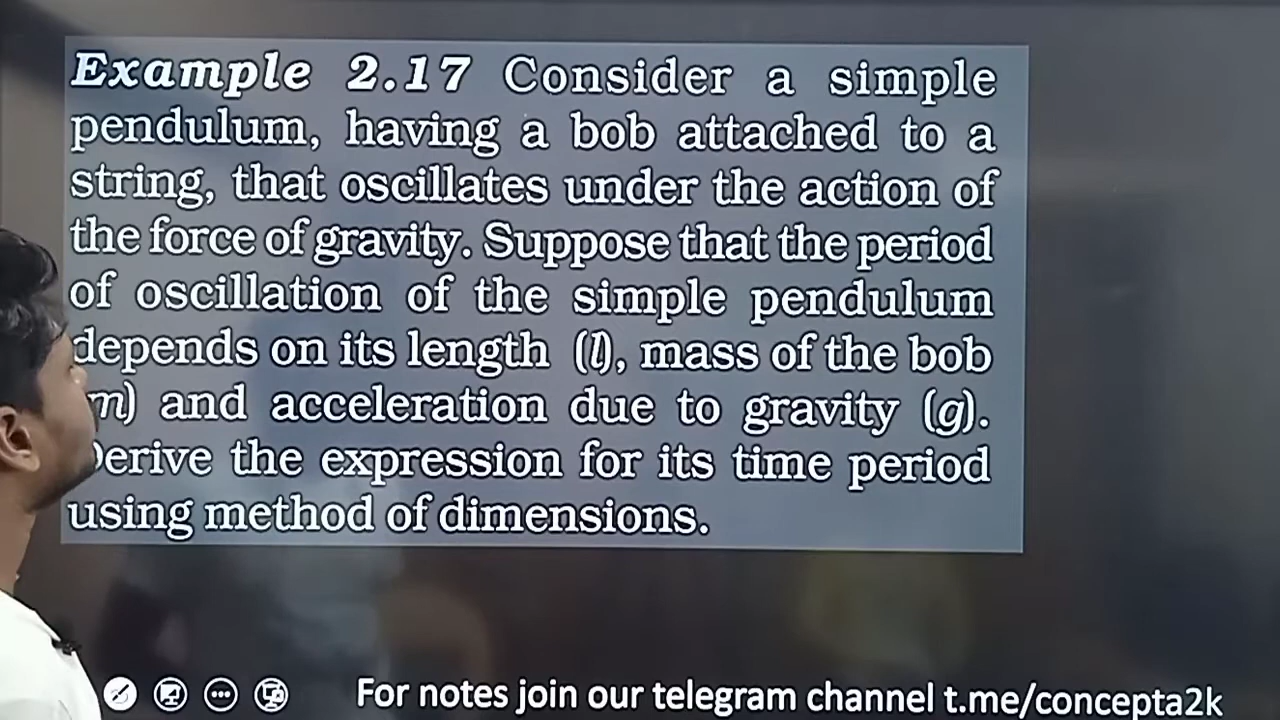 Example 2.17 Consider a simple
pendulum, having a bob attached to a
string, that oscillates under the action of
the force of gravity. Suppose that the period
of oscillation of the simple pendulum
depends on its length (l), mass of the bob
m) and acceleration due to gravity (g).
Derive the expression for its time period
using method of dimensions.
For notes join our telegram channel t.me/concepta2k